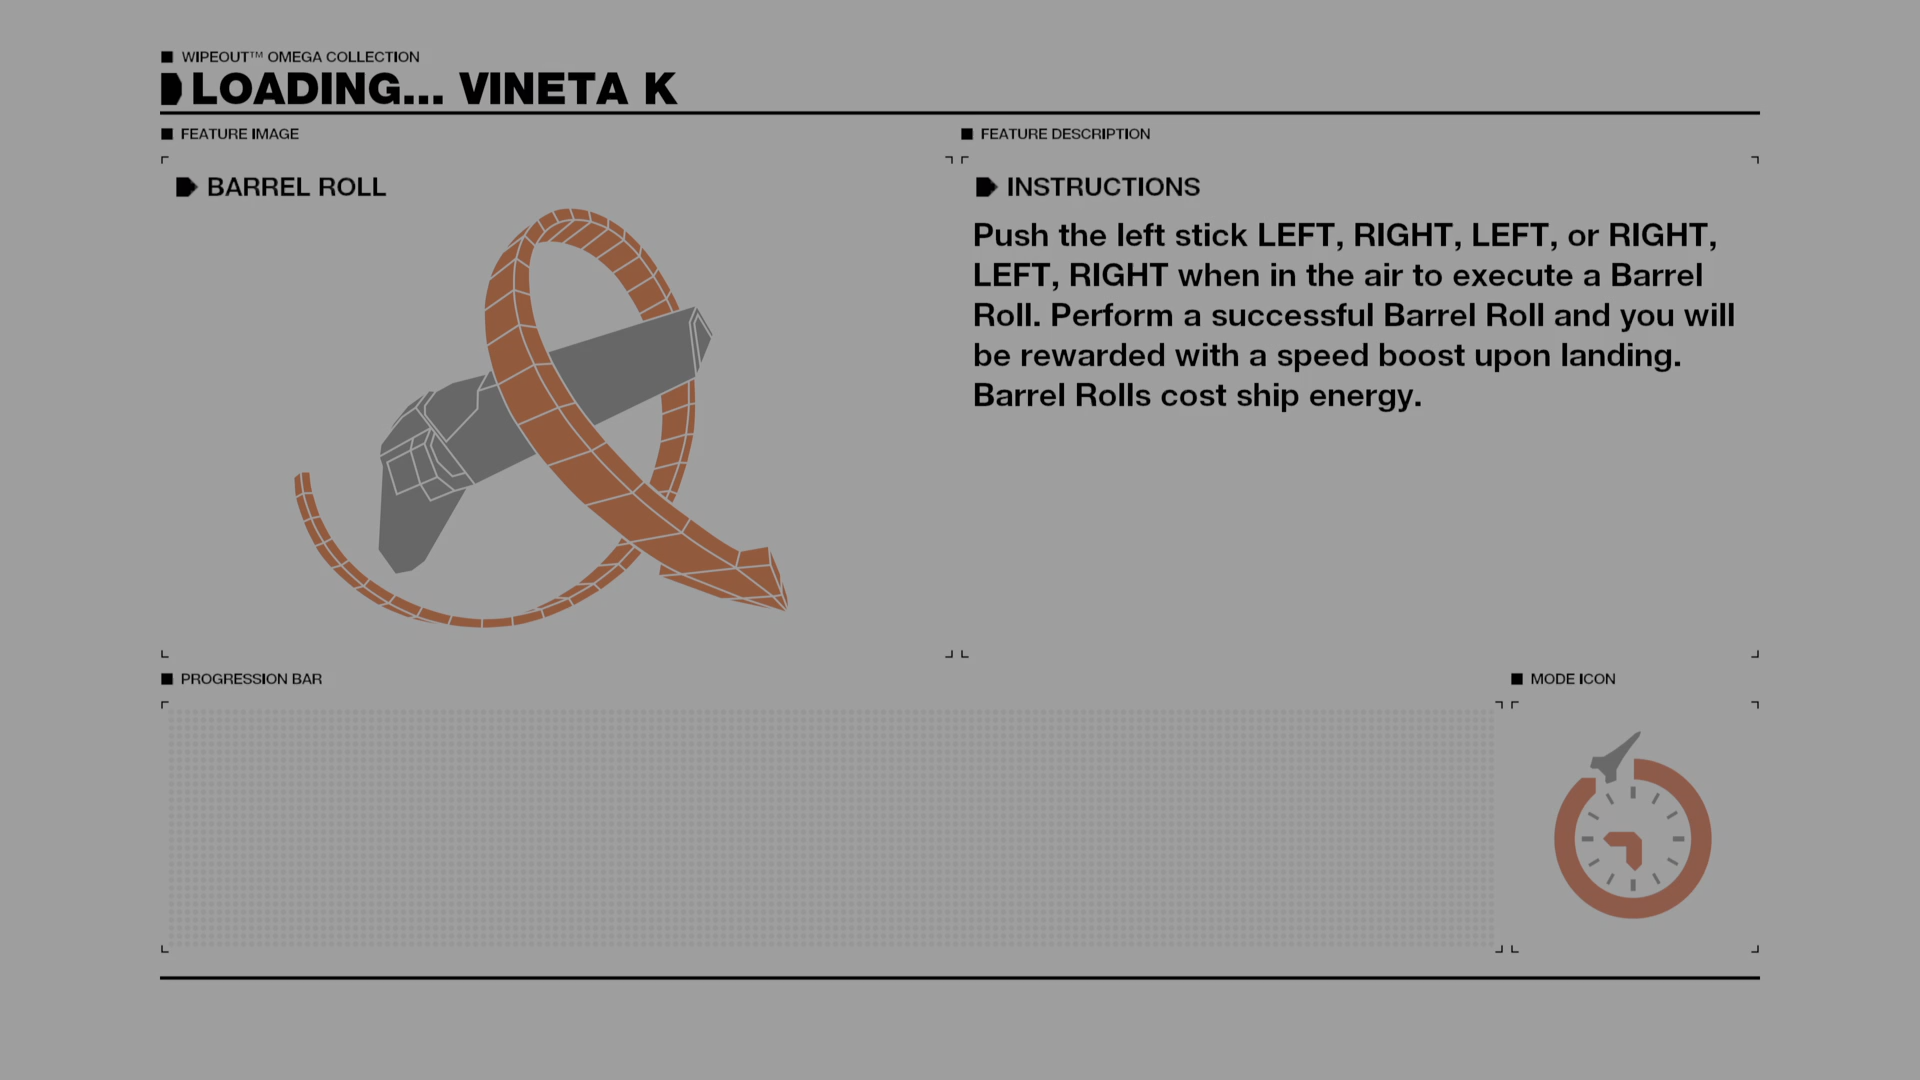 WIPEOUT™ OMEGA COLLECTION
LOADING... VINETA K
FEATURE IMAGE
BARREL ROLL
FEATURE DESCRIPTION
INSTRUCTIONS
Push the left stick LEFT, RIGHT, LEFT, or RIGHT,
LEFT, RIGHT when in the air to execute a Barrel
Roll. Perform a successful Barrel Roll and you will
be rewarded with a speed boost upon landing.
Barrel Rolls cost ship energy.
PROGRESSION BAR
MODE ICON